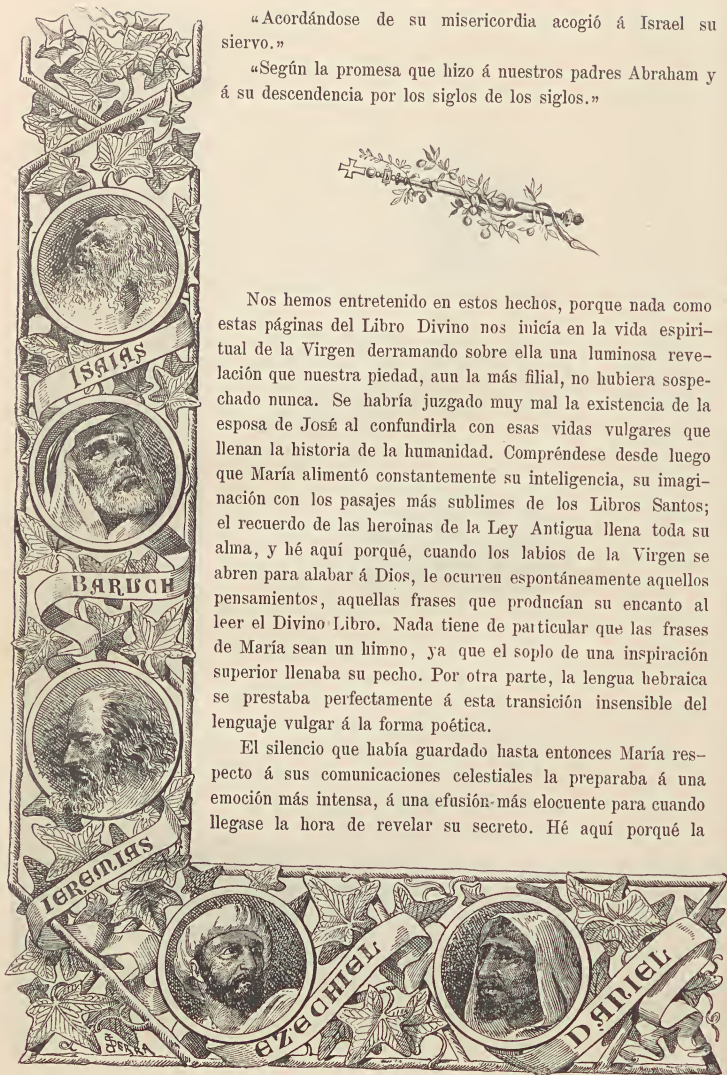 “Acordándose de su misericordia acogió á Israel su
siervo.”
“Según la promesa que hizo á nuestros padres Abraham y
á su descendencia por los siglos de los siglos.”
Nos hemos entretenido en estos hechos, porque nada como
estas páginas del Libro Divino nos inicía en la vida espiri-
tual de la Virgen derramando sobre ella una luminosa reve-
lación que nuestra piedad, aun la más filial, no hubiera sospe-
chado nunca. Se habría juzgado muy mal la existencia de la
esposa de José al confundirla con esas vidas vulgares que
llenan la historia de la humanidad. Compréndese desde luego
que María alimentó constantemente su inteligencia, su imagi-
nación con los pasajes más sublimes de los Libros Santos;
el recuerdo de las heroinas de la Ley Antigua llena toda su
alma, y hé aquí porqué, cuando los labios de la Virgen se
abren para alabar á Dios, le ocurren espontáneamente aquellos
pensamientos, aquellas frases que producían su encanto al
leer el Divino Libro. Nada tiene de particular que las frases
de María sean un himno, ya que el soplo de una inspiración
superior llenaba su pecho. Por otra parte, la lengua hebraica
se prestaba perfectamente á esta transición insensible del
lenguaje vulgar á la forma poética.
El silencio que había guardado hasta entonces María res-
pecto á sus comunicaciones celestiales la preparaba á una
emoción más intensa, á una efusión más elocuente para cuando
llegase la hora de revelar su secreto. Hé aquí porqué la
ISAIAS
BARUCH
IEREMIAS
EZECHIEL
DANIEL